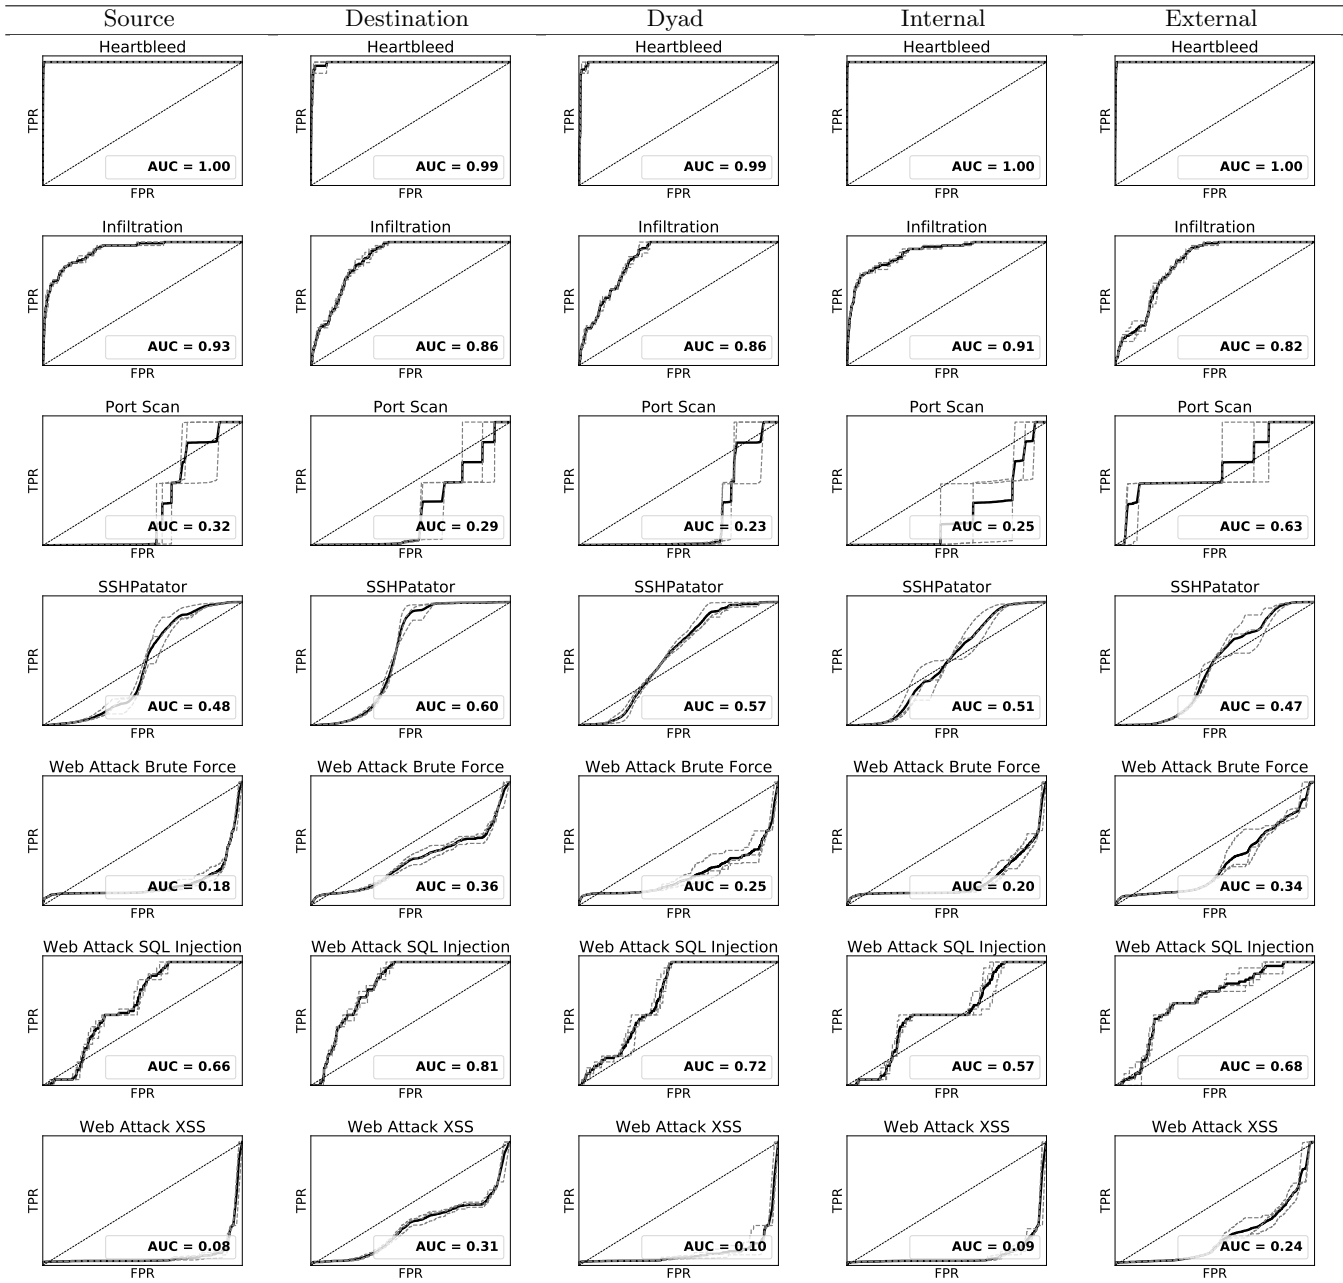 Source Destination Dyad Internal External
Heartbleed Heartbleed Heartbleed Heartbleed Heartbleed
TPR TPR TPR TPR TPR
AUC = 1.00 AUC = 0.99 AUC = 0.99 AUC = 1.00 AUC = 1.00
FPR FPR FPR FPR FPR
Infiltration Infiltration Infiltration Infiltration Infiltration
TPR TPR TPR TPR TPR
AUC = 0.93 AUC = 0.86 AUC = 0.86 AUC = 0.91 AUC = 0.82
FPR FPR FPR FPR FPR
Port Scan Port Scan Port Scan Port Scan Port Scan
TPR TPR TPR TPR TPR
AUC = 0.32 AUC = 0.29 AUC = 0.23 AUC = 0.25 AUC = 0.63
FPR FPR FPR FPR FPR
SSHPatator SSHPatator SSHPatator SSHPatator SSHPatator
TPR TPR TPR TPR TPR
AUC = 0.48 AUC = 0.60 AUC = 0.57 AUC = 0.51 AUC = 0.47
FPR FPR FPR FPR FPR
Web Attack Brute Force Web Attack Brute Force Web Attack Brute Force Web Attack Brute Force Web Attack Brute Force
TPR TPR TPR TPR TPR
AUC = 0.18 AUC = 0.36 AUC = 0.25 AUC = 0.20 AUC = 0.34
FPR FPR FPR FPR FPR
Web Attack SQL Injection Web Attack SQL Injection Web Attack SQL Injection Web Attack SQL Injection Web Attack SQL Injection
TPR TPR TPR TPR TPR
AUC = 0.66 AUC = 0.81 AUC = 0.72 AUC = 0.57 AUC = 0.68
FPR FPR FPR FPR FPR
Web Attack XSS Web Attack XSS Web Attack XSS Web Attack XSS Web Attack XSS
TPR TPR TPR TPR TPR
AUC = 0.08 AUC = 0.31 AUC = 0.10 AUC = 0.09 AUC = 0.24
FPR FPR FPR FPR FPR